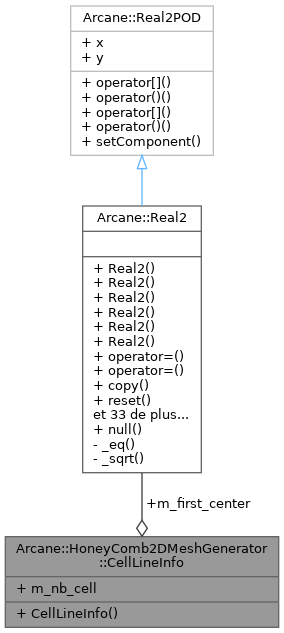 Arcane::Real2POD
+ x
+ y
+ operator[]()
+ operator()()
+ operator[]()
+ operator()()
+ setComponent()
Arcane::Real2
+ Real2()
+ Real2()
+ Real2()
+ Real2()
+ Real2()
+ Real2()
+ operator=()
+ operator=()
+ copy()
+ reset()
et 33 de plus...
+ null()
- _eq()
- _sqrt()
+m_first_center
Arcane::HoneyComb2DMeshGenerator
::CellLineInfo
+ m_nb_cell
+ CellLineInfo()